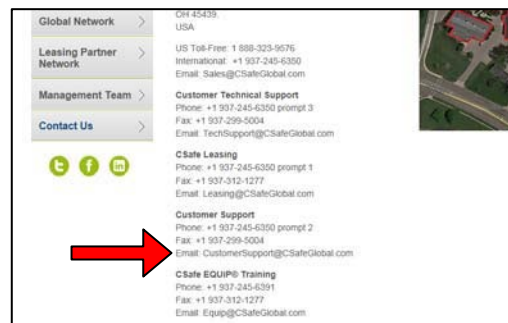 Global Network
Leasing Partner
Network
Management Team
Contact Us
OH 45439.
USA
US Toll-Free: 1 888-323-9576
International: +1 937-245-6350
Email: Sales@CSafeGlobal.com
Customer Technical Support
Phone: +1 937-245-6350 prompt 3
Fax: +1 937-299-5004
Email: TechSupport@CSafeGlobal.com
CSafe Leasing
Phone: +1 937-245-6350 prompt 1
Fax: +1 937-312-1277
Email: Leasing@CSafeGlobal.com
Customer Support
Phone: +1 937-245-6350 prompt 2
Fax: +1 937-299-5004
Email: CustomerSupport@CSafeGlobal.com
CSafe EQUIP® Training
Phone: +1 937-245-6391
Fax: +1 937-312-1277
Email: Equip@CSafeGlobal.com